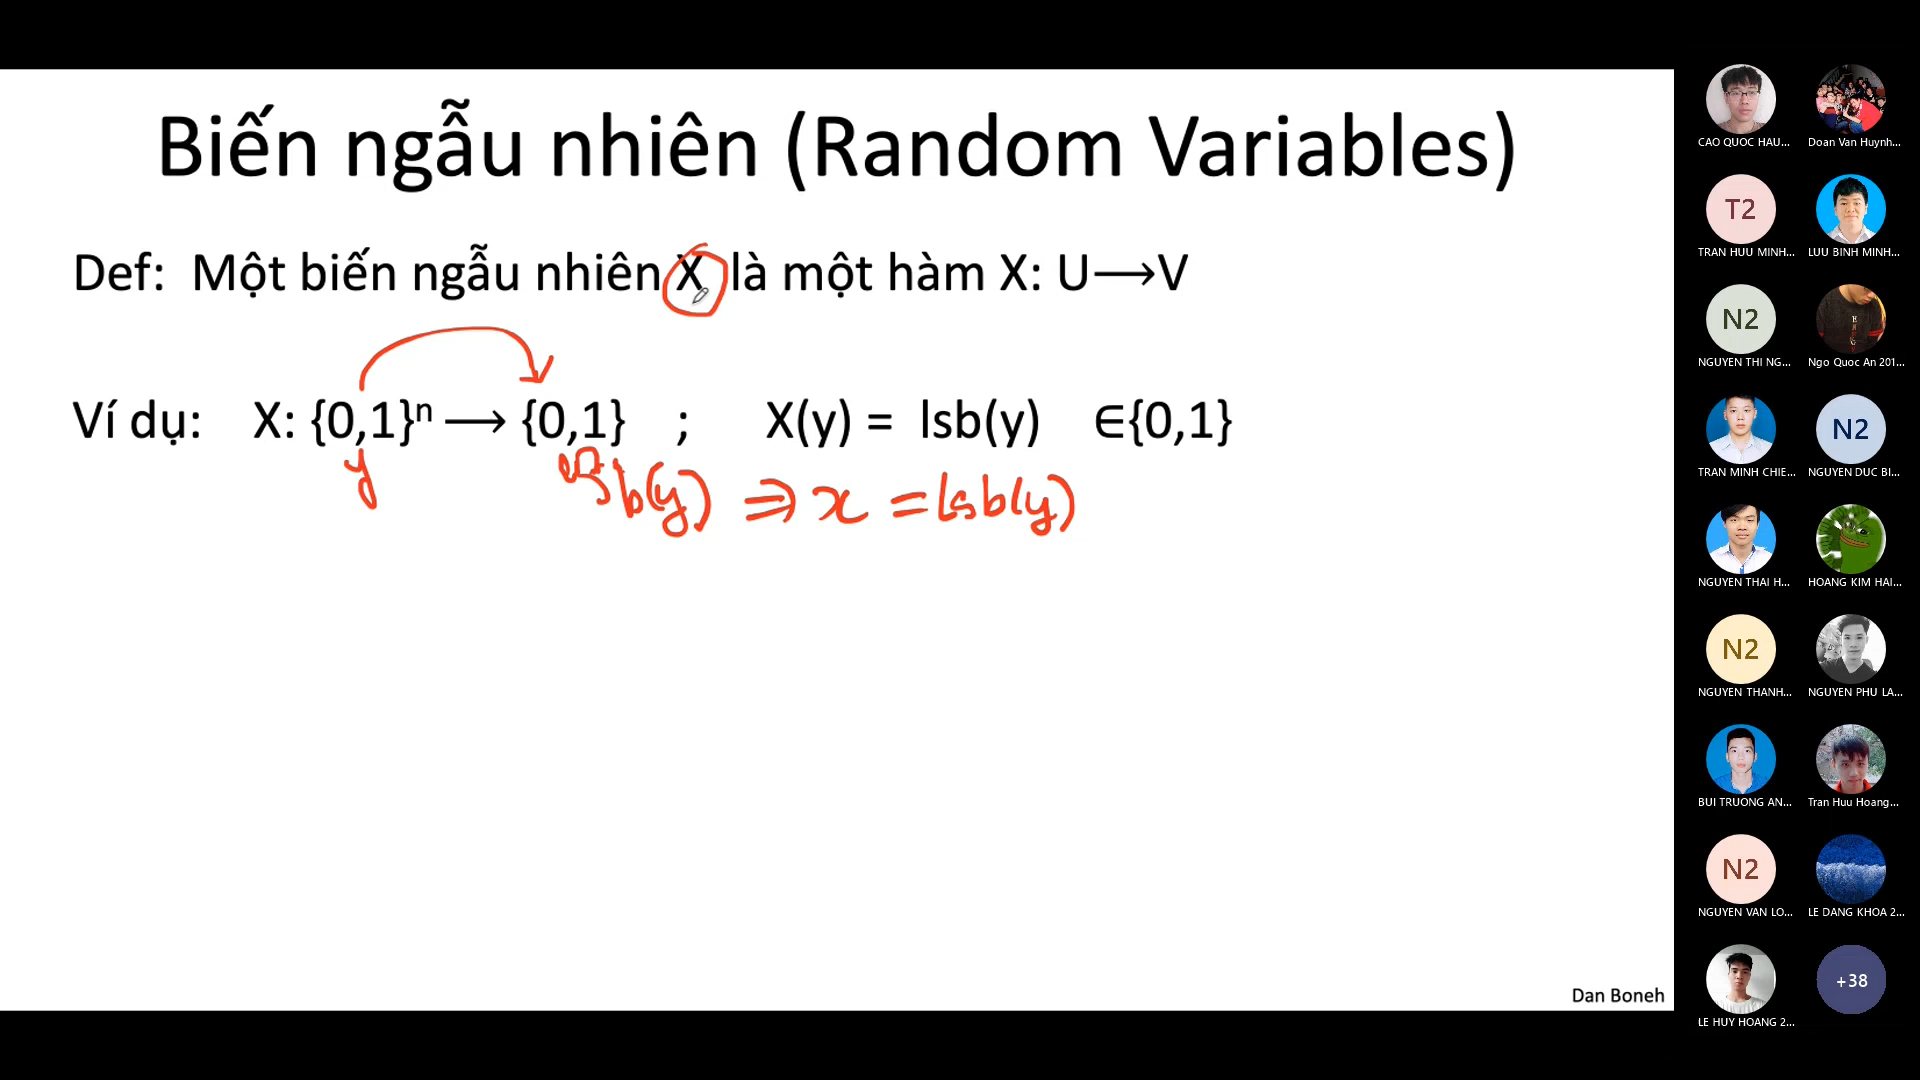 Biến ngẫu nhiên (Random Variables)
Def: Một biến ngẫu nhiên X là một hàm X: U⟶V
Ví dụ: X: {0,1}ⁿ ⟶ {0,1} ; X(y) = lsb(y) ∈{0,1}
y b(y) ⇒ x = lsb(y)
Dan Boneh
CAO QUOC HAU...
Doan Van Huynh...
T2
TRAN HUU MINH...
LUU BINH MINH...
N2
NGUYEN THI NG...
Ngo Quoc An 201...
TRAN MINH CHIE...
N2
NGUYEN DUC BI...
NGUYEN THAI H...
HOANG KIM HAI...
N2
NGUYEN THANH...
NGUYEN PHU LA...
BUI TRUONG AN...
Tran Huu Hoang...
N2
NGUYEN VAN LO...
LE DANG KHOA 2...
LE HUY HOANG 2...
+38